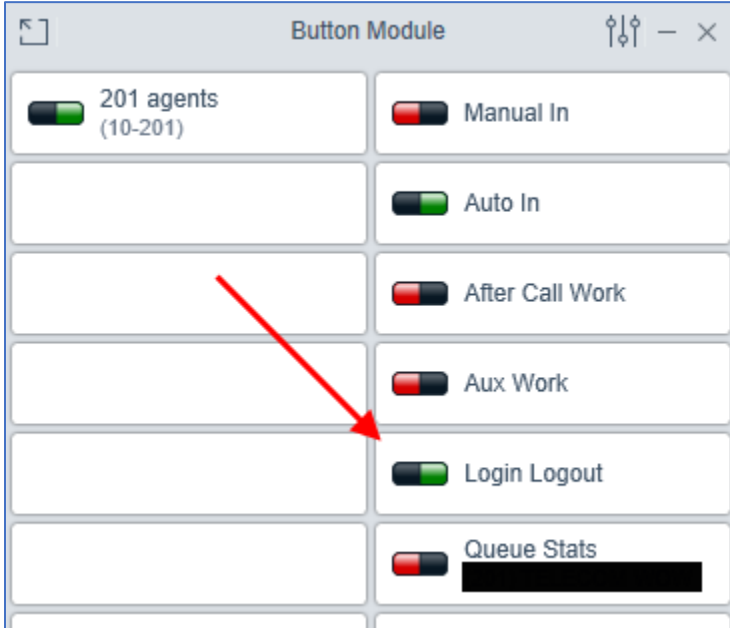 Button Module
201 agents
(10-201)
Manual In
Auto In
After Call Work
Aux Work
Login Logout
Queue Stats